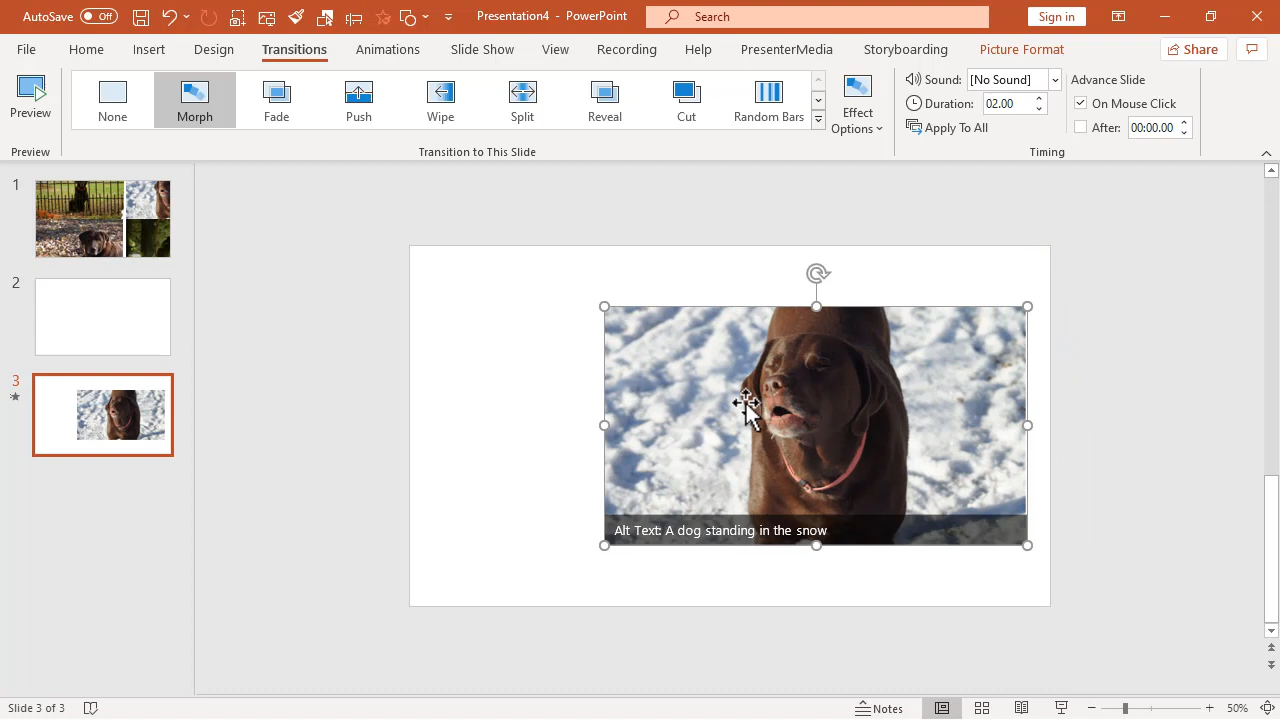 AutoSave Off Presentation4 - PowerPoint Search Sign in
File Home Insert Design Transitions Animations Slide Show View Recording Help PresenterMedia Storyboarding Picture Format Share
Preview
None Morph Fade Push Wipe Split Reveal Cut Random Bars
Effect
Options
Sound: [No Sound]
Duration: 02.00
Apply To All
Advance Slide
On Mouse Click
After: 00:00.00
Preview Transition to This Slide Timing
1
2
3
Alt Text: A dog standing in the snow
Slide 3 of 3 Notes 50%